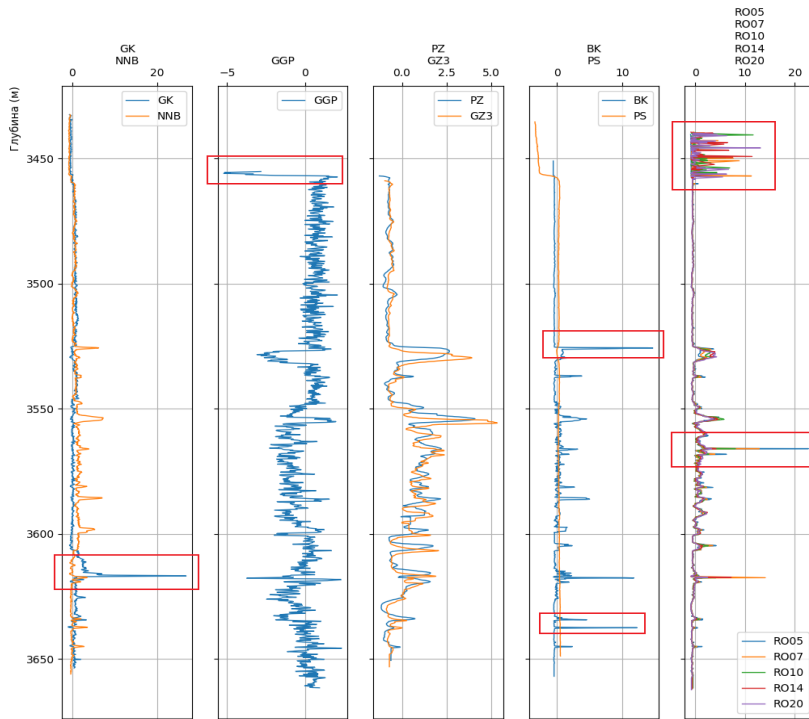 RO05
RO07
RO10
RO14
RO20
GK
NNB
GGP
PZ
GZ3
BK
PS
0 20
−5 0
0.0 2.5 5.0
0 10
0 10 20
Глубина (м)
GK
NNB
GGP
PZ
GZ3
BK
PS
3450
3500
3550
3600
3650
RO05
RO07
RO10
RO14
RO20